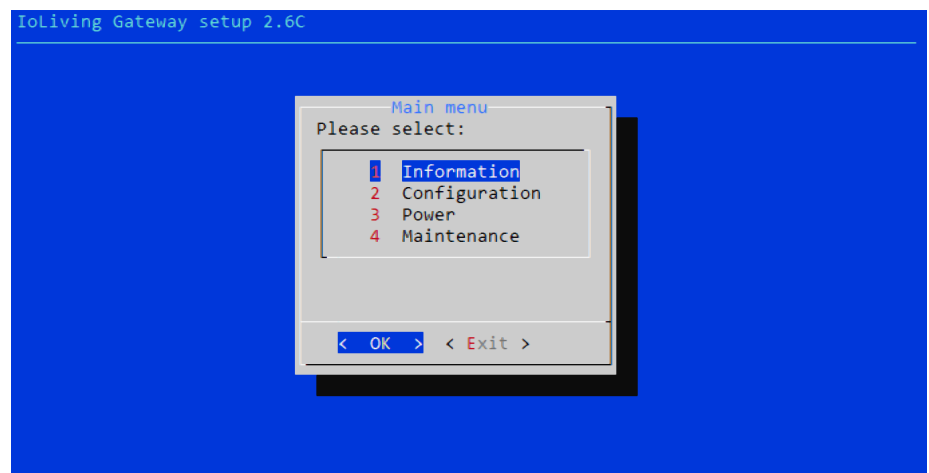 IoLiving Gateway setup 2.6C
Main menu
Please select:
1 Information
2 Configuration
3 Power
4 Maintenance
< OK > < Exit >